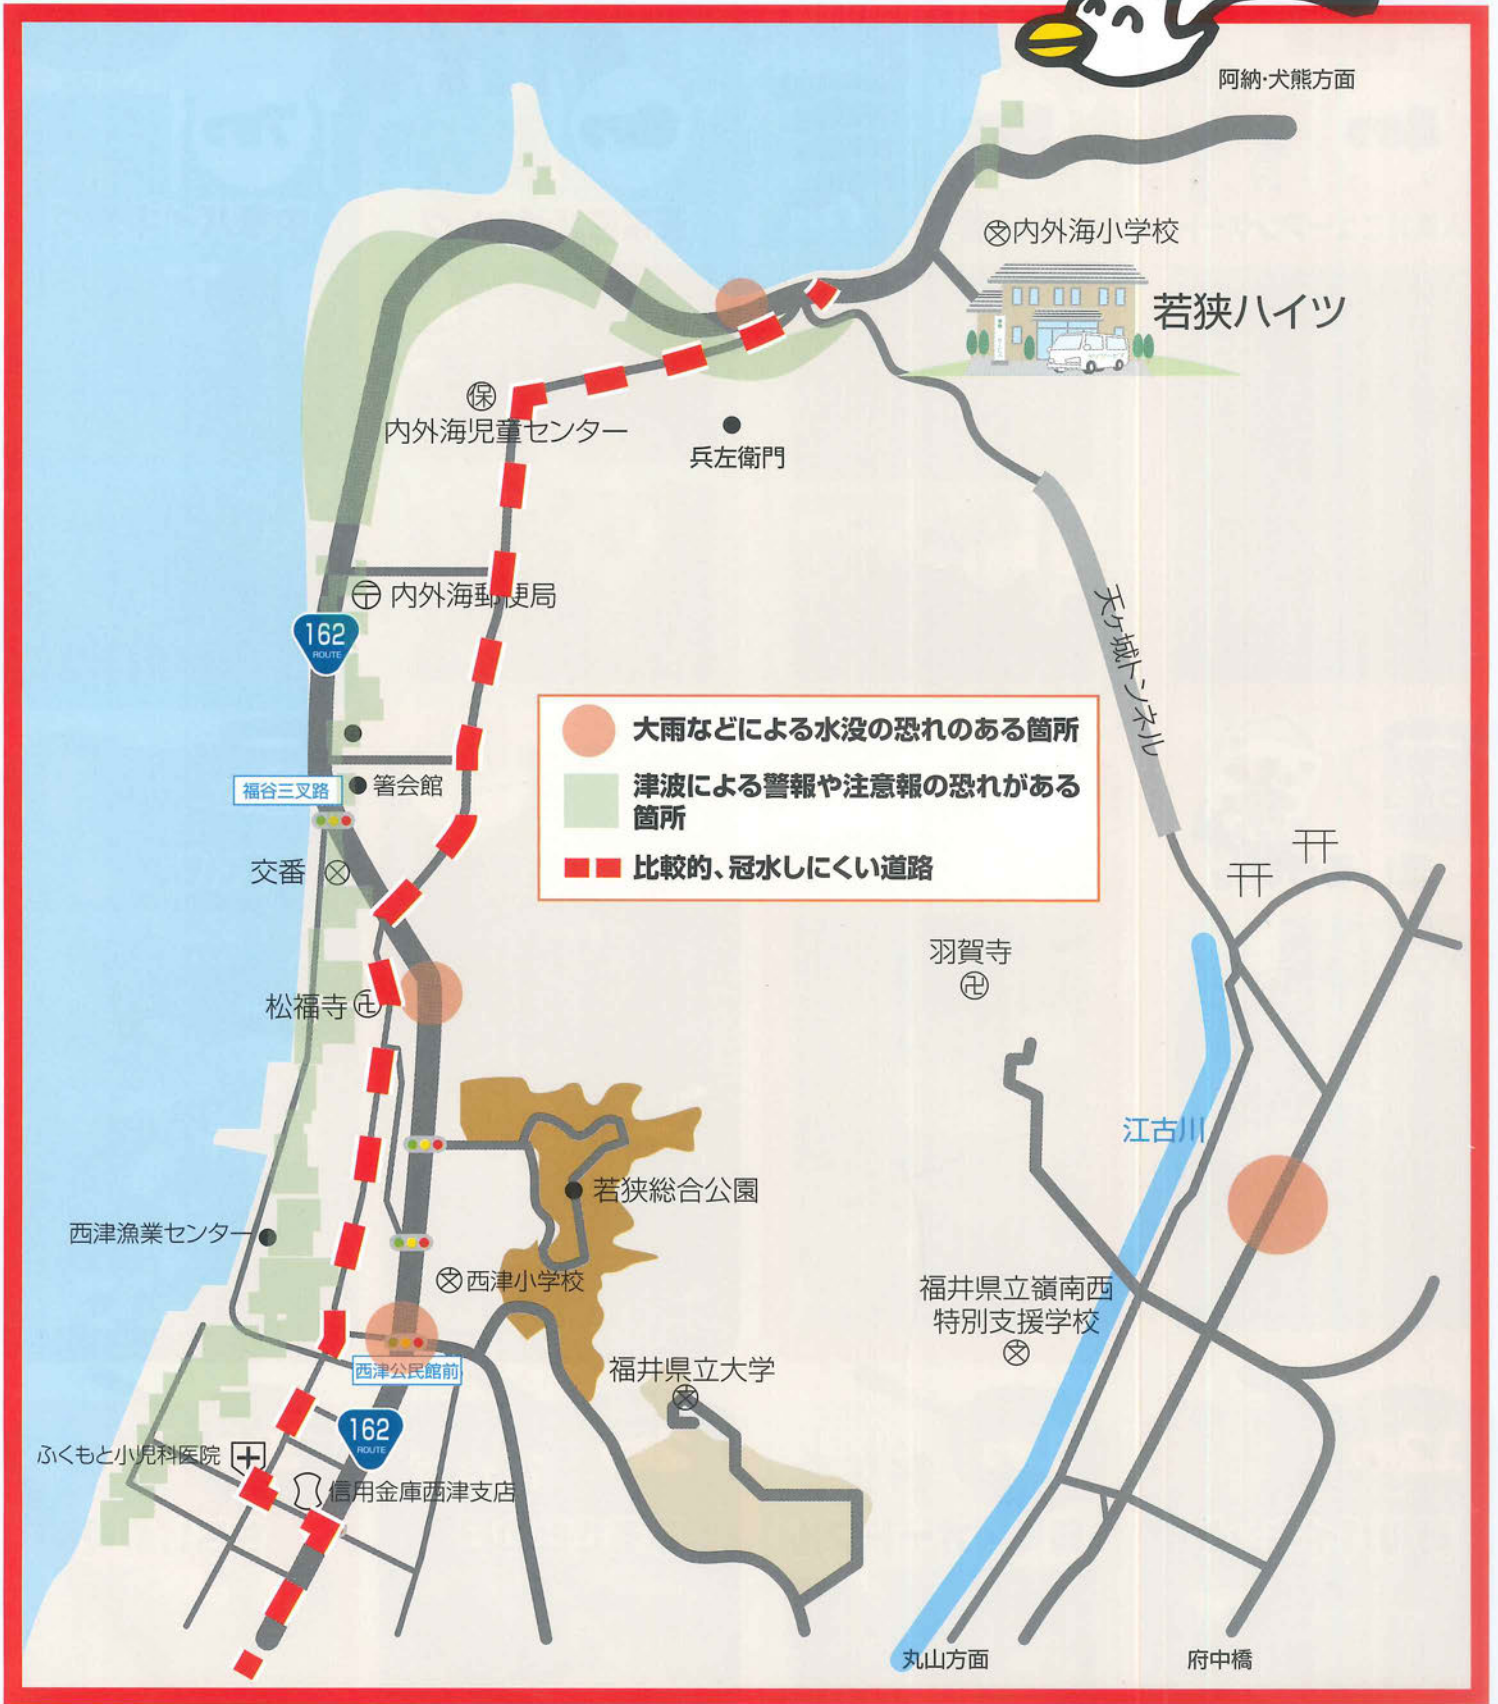 阿納・犬熊方面
内外海小学校
若狭ハイツ
保
内外海児童センター
兵左衛門
内外海郵便局
162
ROUTE
天ヶ城トンネル
大雨などによる水没の恐れのある箇所
津波による警報や注意報の恐れがある
箇所
比較的、冠水しにくい道路
福谷三叉路
箸会館
交番
羽賀寺
松福寺
江古川
若狭総合公園
西津漁業センター
西津小学校
福井県立嶺南西
特別支援学校
西津公民館前
福井県立大学
162
ROUTE
ふくもと小児科医院
信用金庫西津支店
丸山方面
府中橋